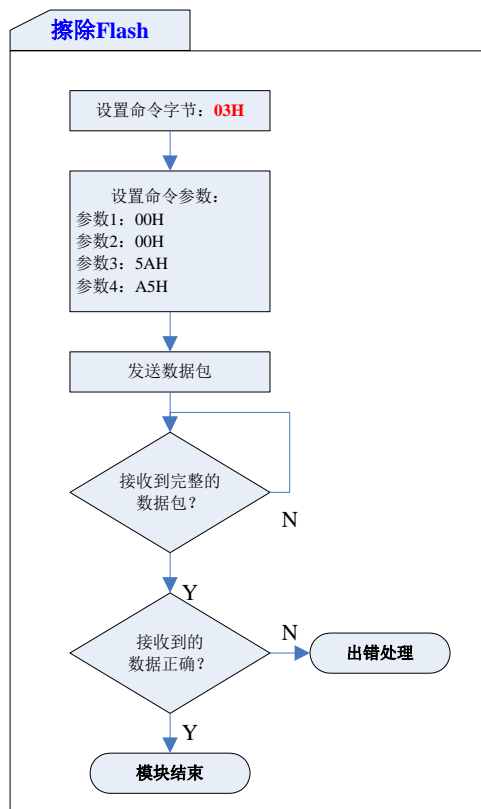 擦除Flash
设置命令字节：03H
设置命令参数：
参数1：00H
参数2：00H
参数3：5AH
参数4：A5H
发送数据包
接收到完整的
数据包？
N
Y
接收到的
数据正确？
N
出错处理
Y
模块结束